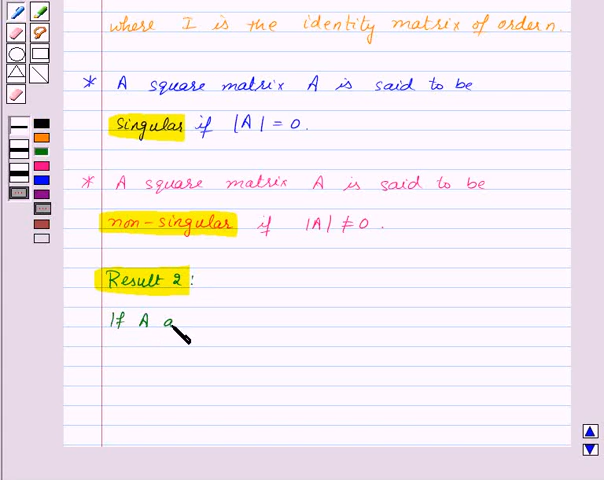 where I is the identity matrix of order n.
* A square matrix A is said to be
singular if |A| = 0.
* A square matrix A is said to be
non-singular if |A| ≠ 0.
Result 2:
If A a